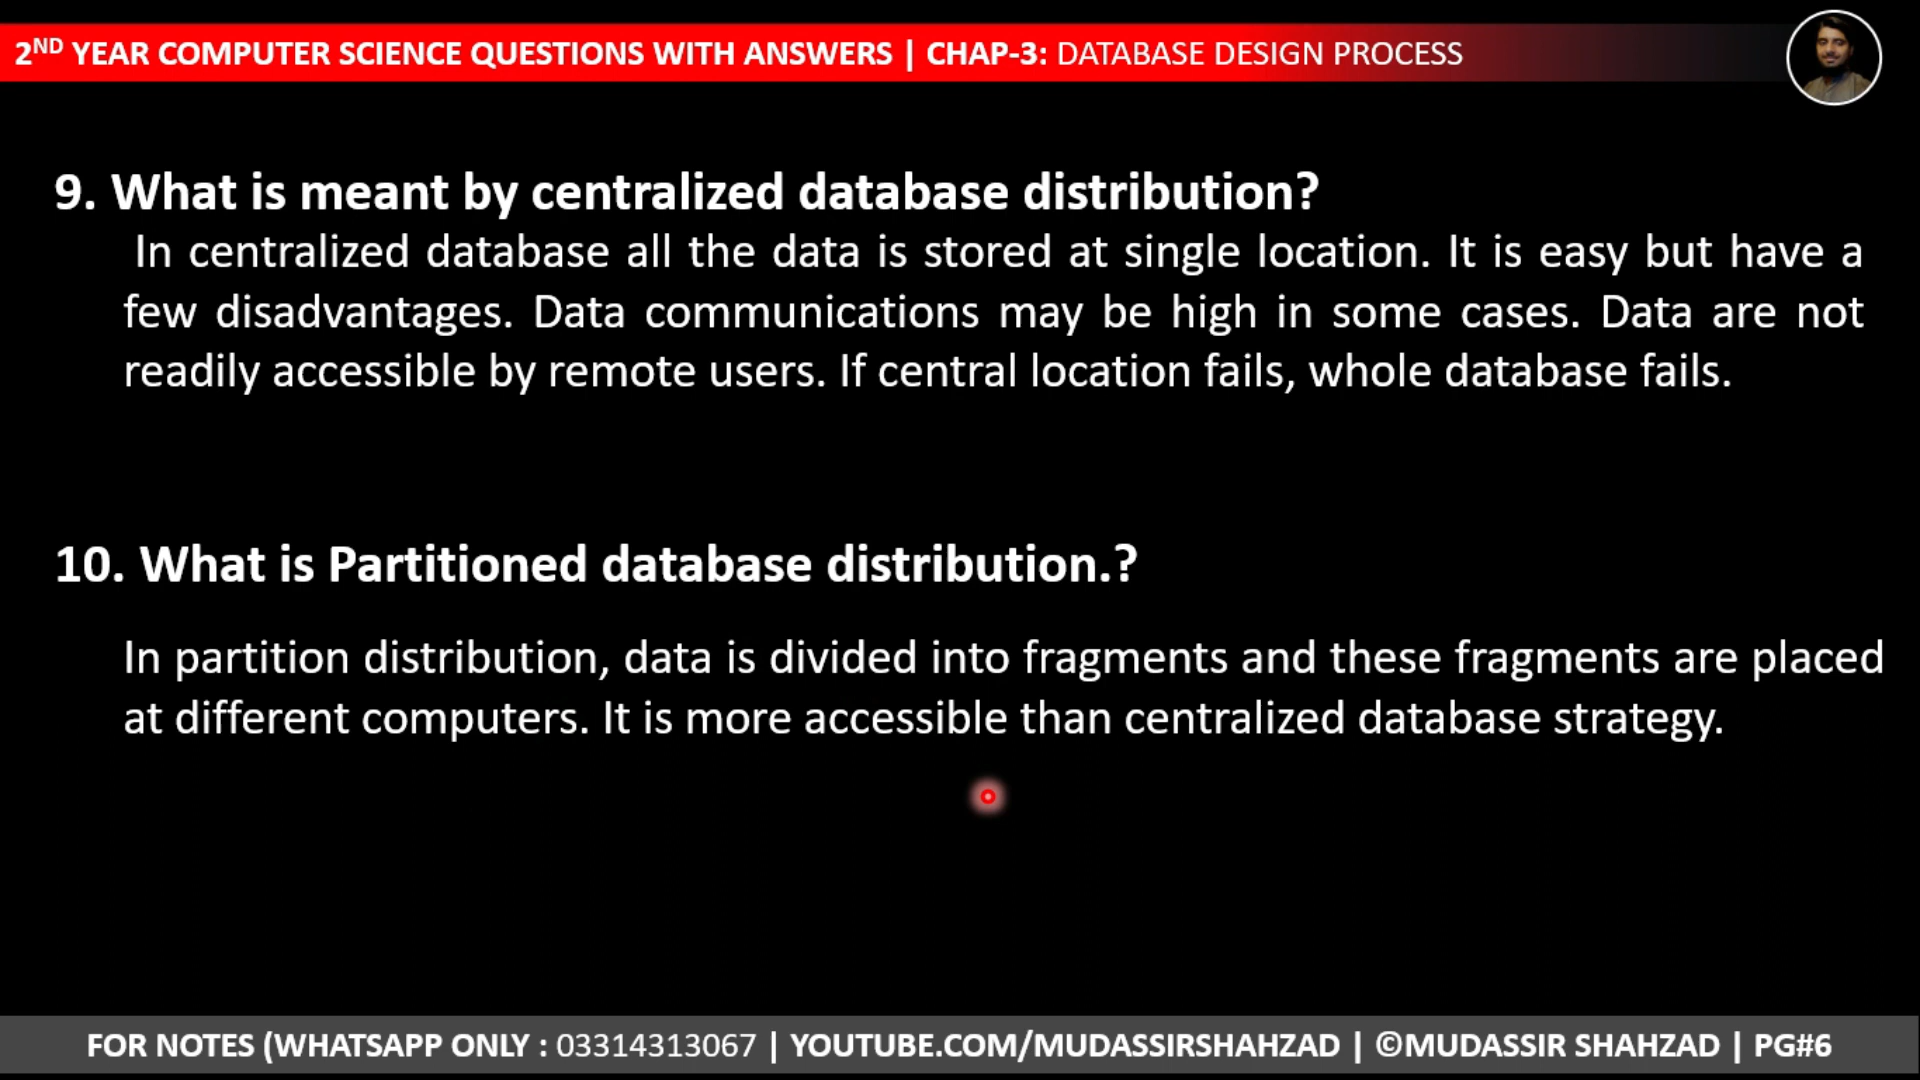 2ND YEAR COMPUTER SCIENCE QUESTIONS WITH ANSWERS | CHAP-3: DATABASE DESIGN PROCESS
9. What is meant by centralized database distribution?
In centralized database all the data is stored at single location. It is easy but have a
few disadvantages. Data communications may be high in some cases. Data are not
readily accessible by remote users. If central location fails, whole database fails.
10. What is Partitioned database distribution.?
In partition distribution, data is divided into fragments and these fragments are placed
at different computers. It is more accessible than centralized database strategy.
FOR NOTES (WHATSAPP ONLY : 03314313067 | YOUTUBE.COM/MUDASSIRSHAHZAD | ©MUDASSIR SHAHZAD | PG#6